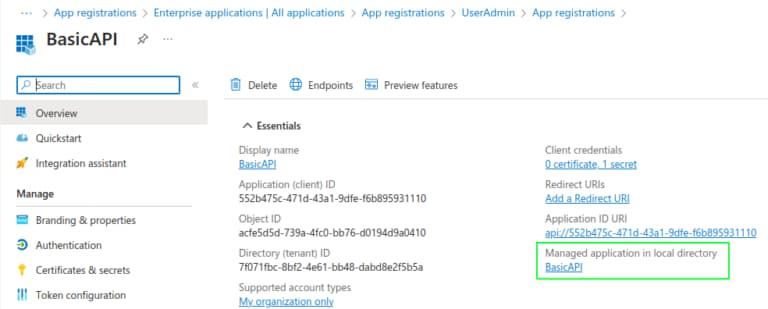 ··· > App registrations > Enterprise applications | All applications > App registrations > UserAdmin > App registrations >
BasicAPI ···
Search «
Overview
Quickstart
Integration assistant
Manage
Branding & properties
Authentication
Certificates & secrets
Token configuration
Delete Endpoints Preview features
Essentials
Display name
BasicAPI
Application (client) ID
552b475c-471d-43a1-9dfe-f6b895931110
Object ID
acfe5d5d-739a-4fc0-bb76-d0194d9a0410
Directory (tenant) ID
7f071fbc-8bf2-4e61-bb48-dabd8e2f5b5a
Supported account types
My organization only
Client credentials
0 certificate, 1 secret
Redirect URIs
Add a Redirect URI
Application ID URI
api://552b475c-471d-43a1-9dfe-f6b895931110
Managed application in local directory
BasicAPI